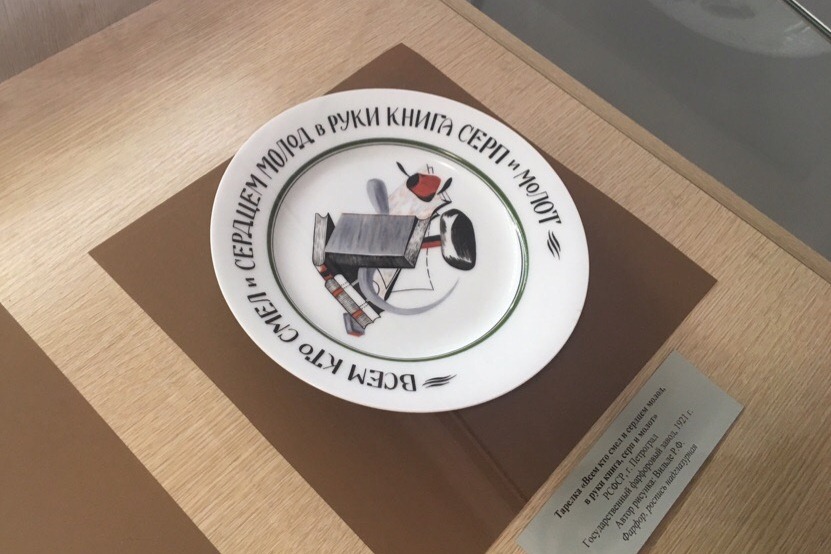 ВСЕМ КТО СМЕЛ и СЕРДЦЕМ МОЛОД в РУКИ КНИГА СЕРП и МОЛОТ
Тарелка «Всем кто смел и сердцем молод,
в руки книга, серп и молот»
РСФСР, г. Петроград
Государственный фарфоровый завод, 1921 г.
Автор рисунка: Вильде Р.Ф.
Фарфор, роспись надглазурная